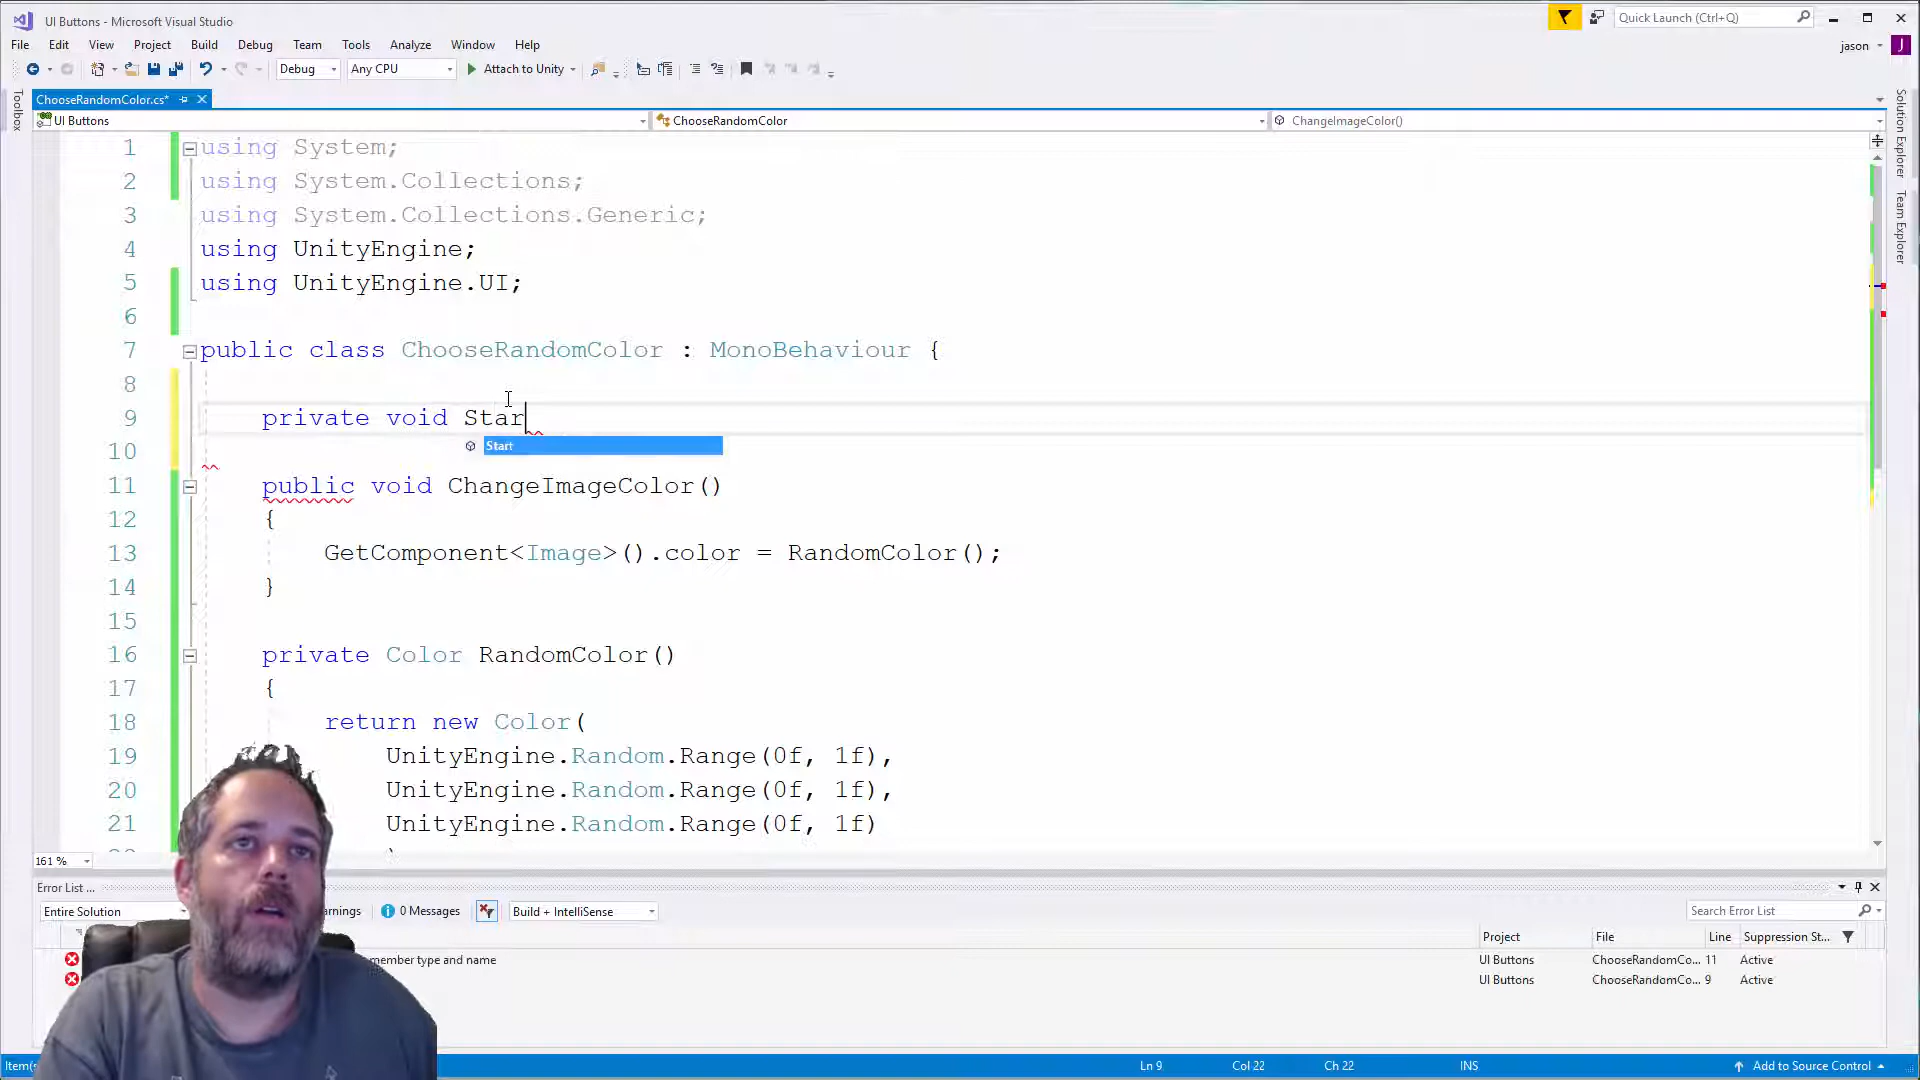 UI Buttons - Microsoft Visual Studio
Quick Launch (Ctrl+Q)
File Edit View Project Build Debug Team Tools Analyze Window Help
jason J
Debug Any CPU Attach to Unity
ChooseRandomColor.cs*
Toolbox
UI Buttons ChooseRandomColor ChangeImageColor()
Solution Explorer
Team Explorer
1 using System;
2 using System.Collections;
3 using System.Collections.Generic;
4 using UnityEngine;
5 using UnityEngine.UI;
6
7 public class ChooseRandomColor : MonoBehaviour {
8
9 private void Star
Start
10
11 public void ChangeImageColor()
12 {
13 GetComponent<Image>().color = RandomColor();
14 }
15
16 private Color RandomColor()
17 {
18 return new Color(
19 UnityEngine.Random.Range(0f, 1f),
20 UnityEngine.Random.Range(0f, 1f),
21 UnityEngine.Random.Range(0f, 1f)
161 %
Error List ...
Entire Solution 0 Messages Build + IntelliSense Search Error List
Project File Line Suppression St...
member type and name UI Buttons ChooseRandomCo... 11 Active
UI Buttons ChooseRandomCo... 9 Active
Ln 9 Col 22 Ch 22 INS Add to Source Control